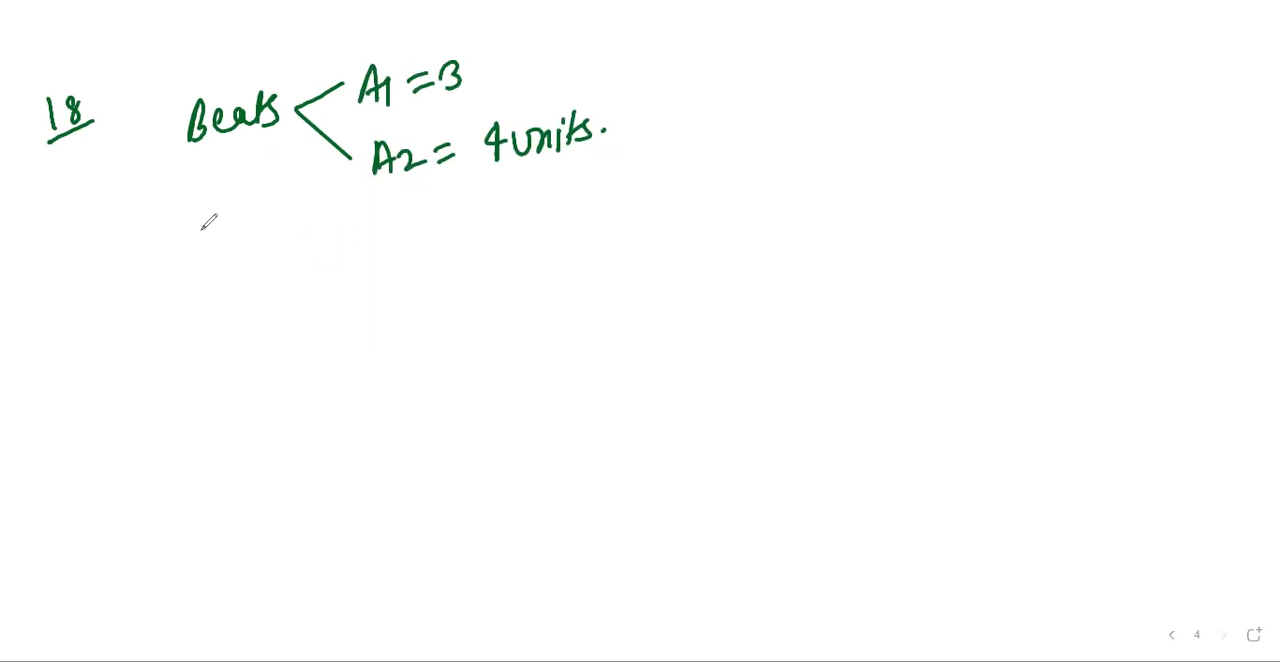 18 Beats A1 = 3
A2 = 4 units.
4